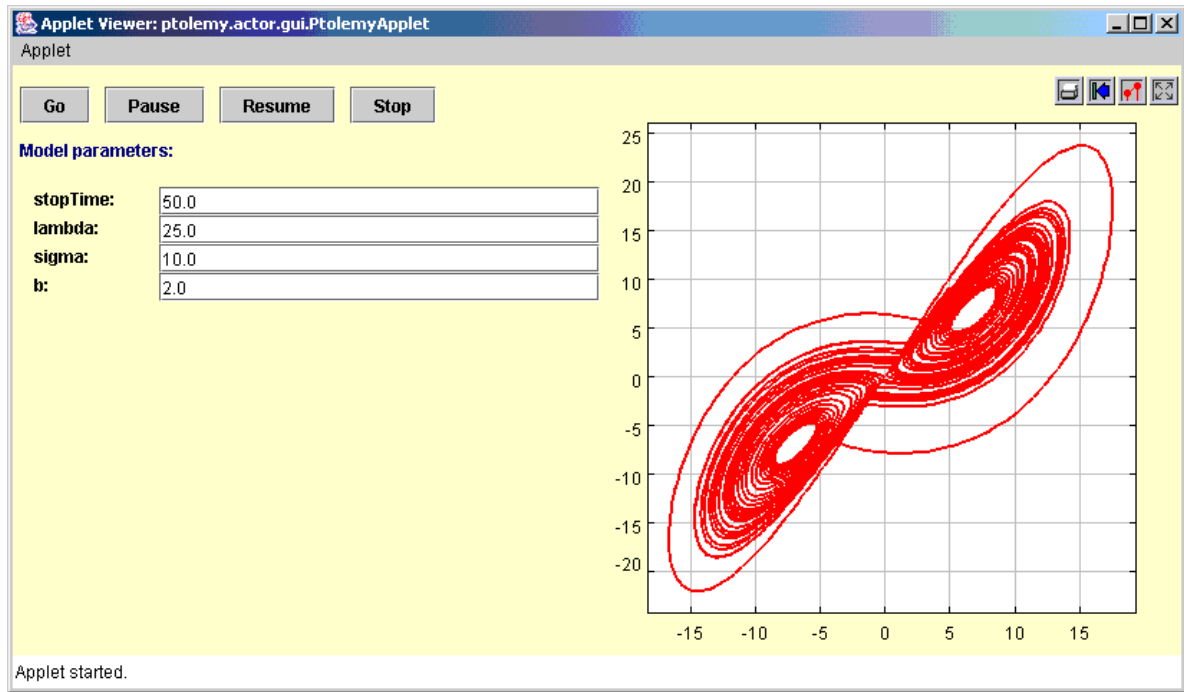 Applet Viewer: ptolemy.actor.gui.PtolemyApplet
Applet
Go Pause Resume Stop
Model parameters:
stopTime: 50.0
lambda: 25.0
sigma: 10.0
b: 2.0
25
20
15
10
5
0
-5
-10
-15
-20
-15 -10 -5 0 5 10 15
Applet started.